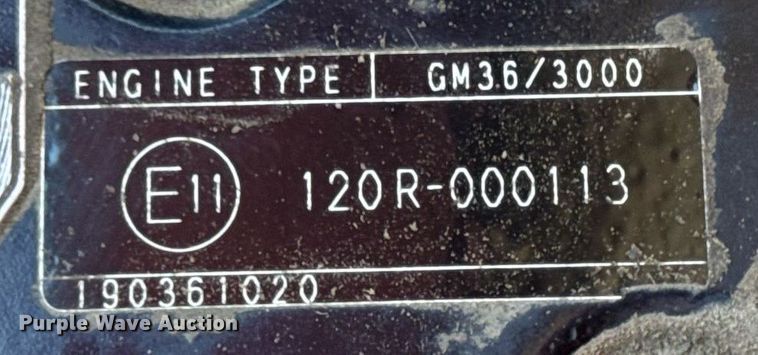 ENGINE TYPE | GM36/3000
E11 120R-000113
190361020
Purple Wave Auction